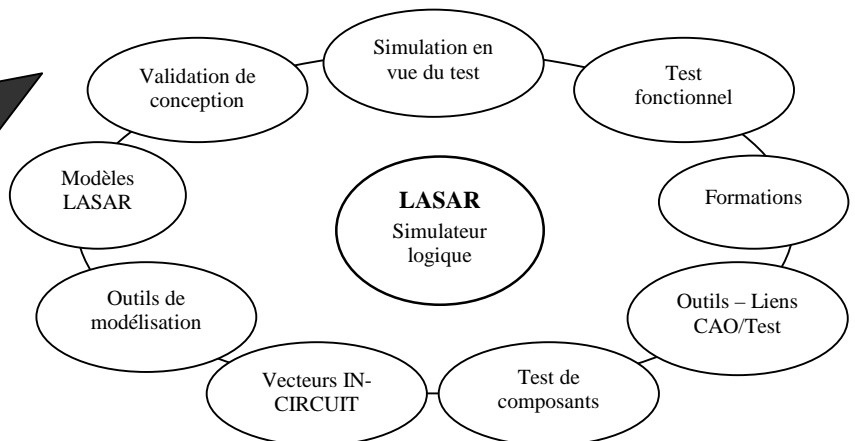 Simulation en
vue du test
Validation de
conception
Test
fonctionnel
Modèles
LASAR
LASAR
Simulateur
logique
Formations
Outils de
modélisation
Outils – Liens
CAO/Test
Vecteurs IN-
CIRCUIT
Test de
composants